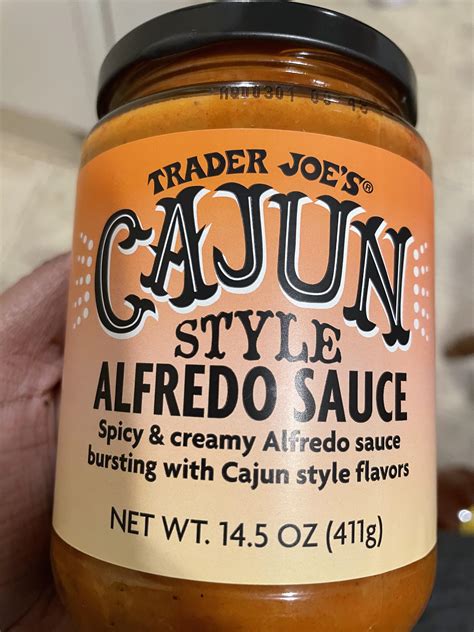 TRADER JOE'S®
CAJUN
STYLE
ALFREDO SAUCE
Spicy & creamy Alfredo sauce
bursting with Cajun style flavors
NET WT. 14.5 OZ (411g)